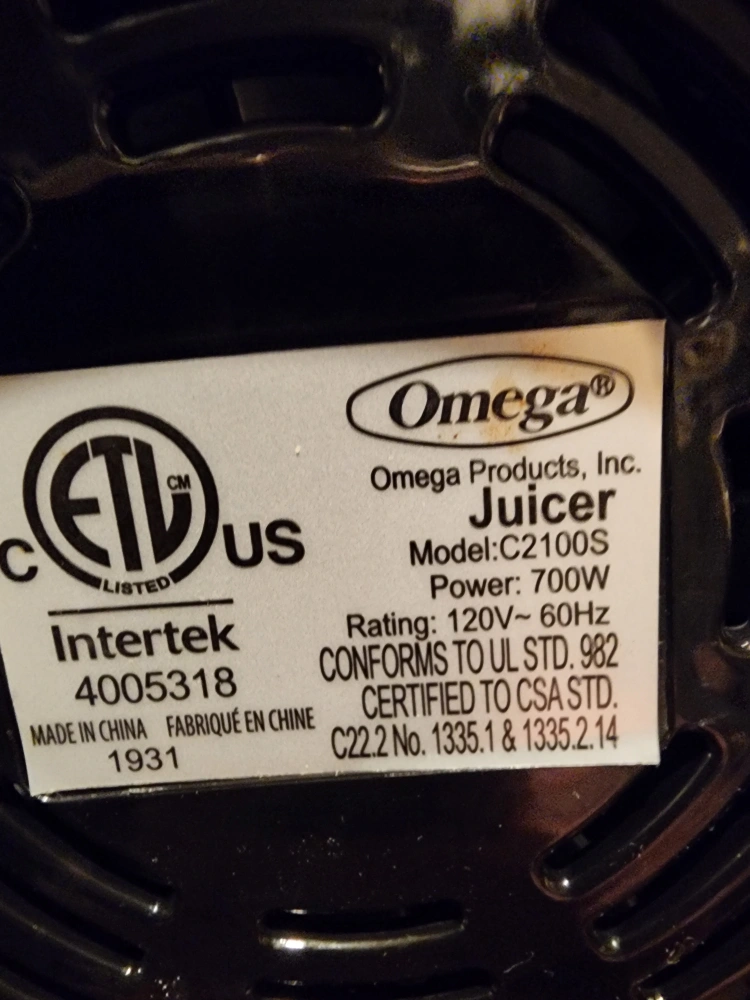 ETL CM
C US
LISTED
Intertek
4005318
MADE IN CHINA FABRIQUÉ EN CHINE
1931
Omega®
Omega Products, Inc.
Juicer
Model:C2100S
Power: 700W
Rating: 120V~ 60Hz
CONFORMS TO UL STD. 982
CERTIFIED TO CSA STD.
C22.2 No. 1335.1 & 1335.2.14